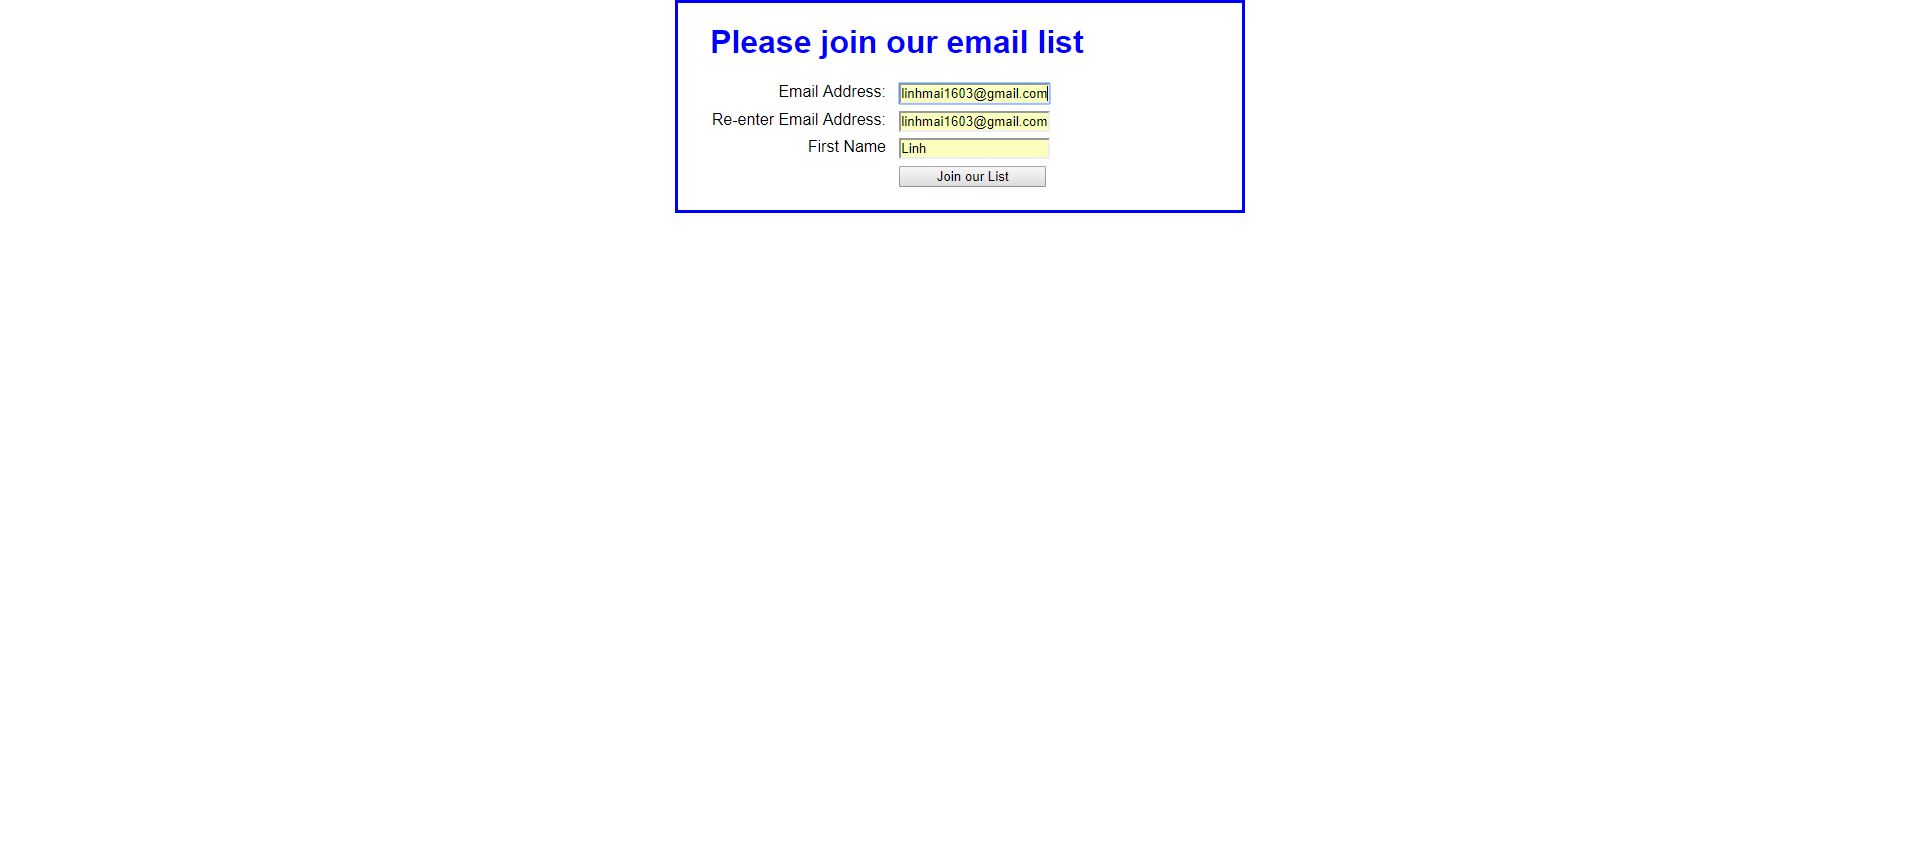 Please join our email list
Email Address: linhmai1603@gmail.com
Re-enter Email Address: linhmai1603@gmail.com
First Name Linh
Join our List